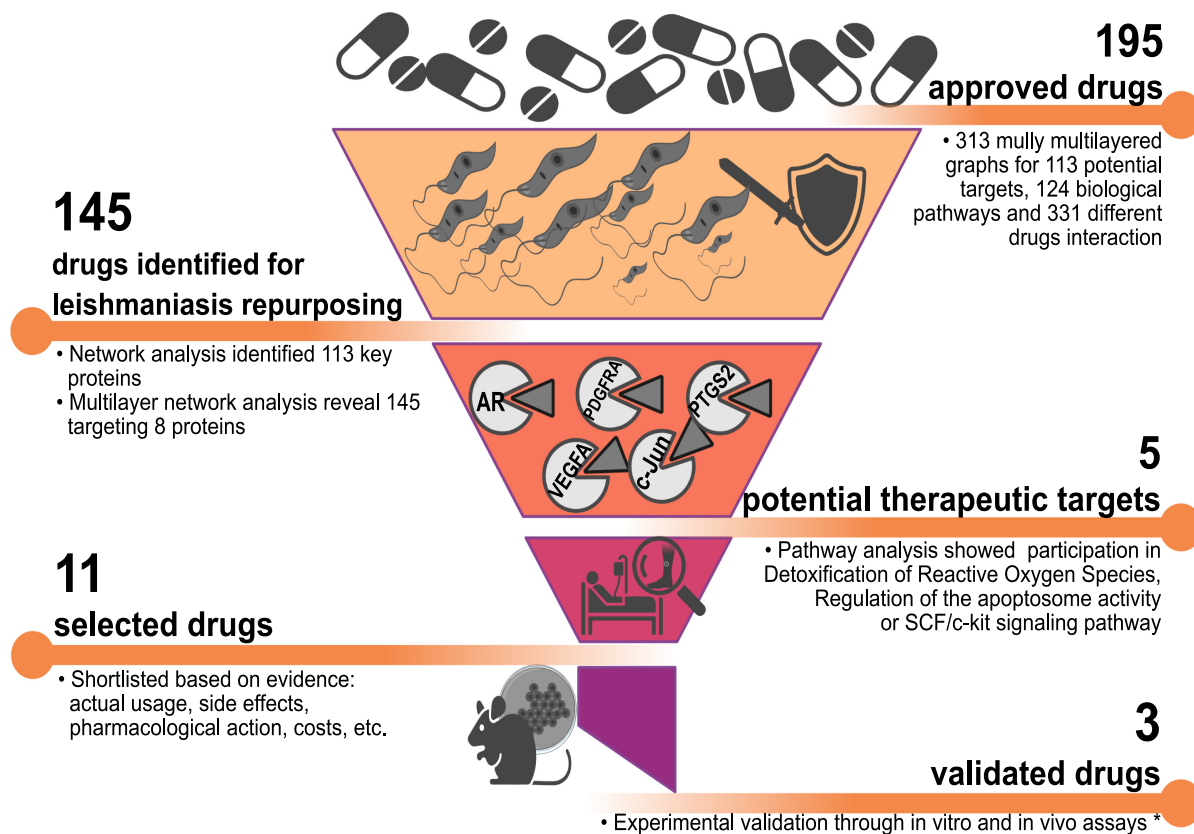 195
approved drugs
• 313 mully multilayered
graphs for 113 potential
targets, 124 biological
pathways and 331 different
drugs interaction
145
drugs identified for
leishmaniasis repurposing
• Network analysis identified 113 key
proteins
• Multilayer network analysis reveal 145
targeting 8 proteins
AR
PDGFRA
PTGS2
VEGFA
c-Jun
5
potential therapeutic targets
• Pathway analysis showed participation in
Detoxification of Reactive Oxygen Species,
Regulation of the apoptosome activity
or SCF/c-kit signaling pathway
11
selected drugs
• Shortlisted based on evidence:
actual usage, side effects,
pharmacological action, costs, etc.
3
validated drugs
• Experimental validation through in vitro and in vivo assays *